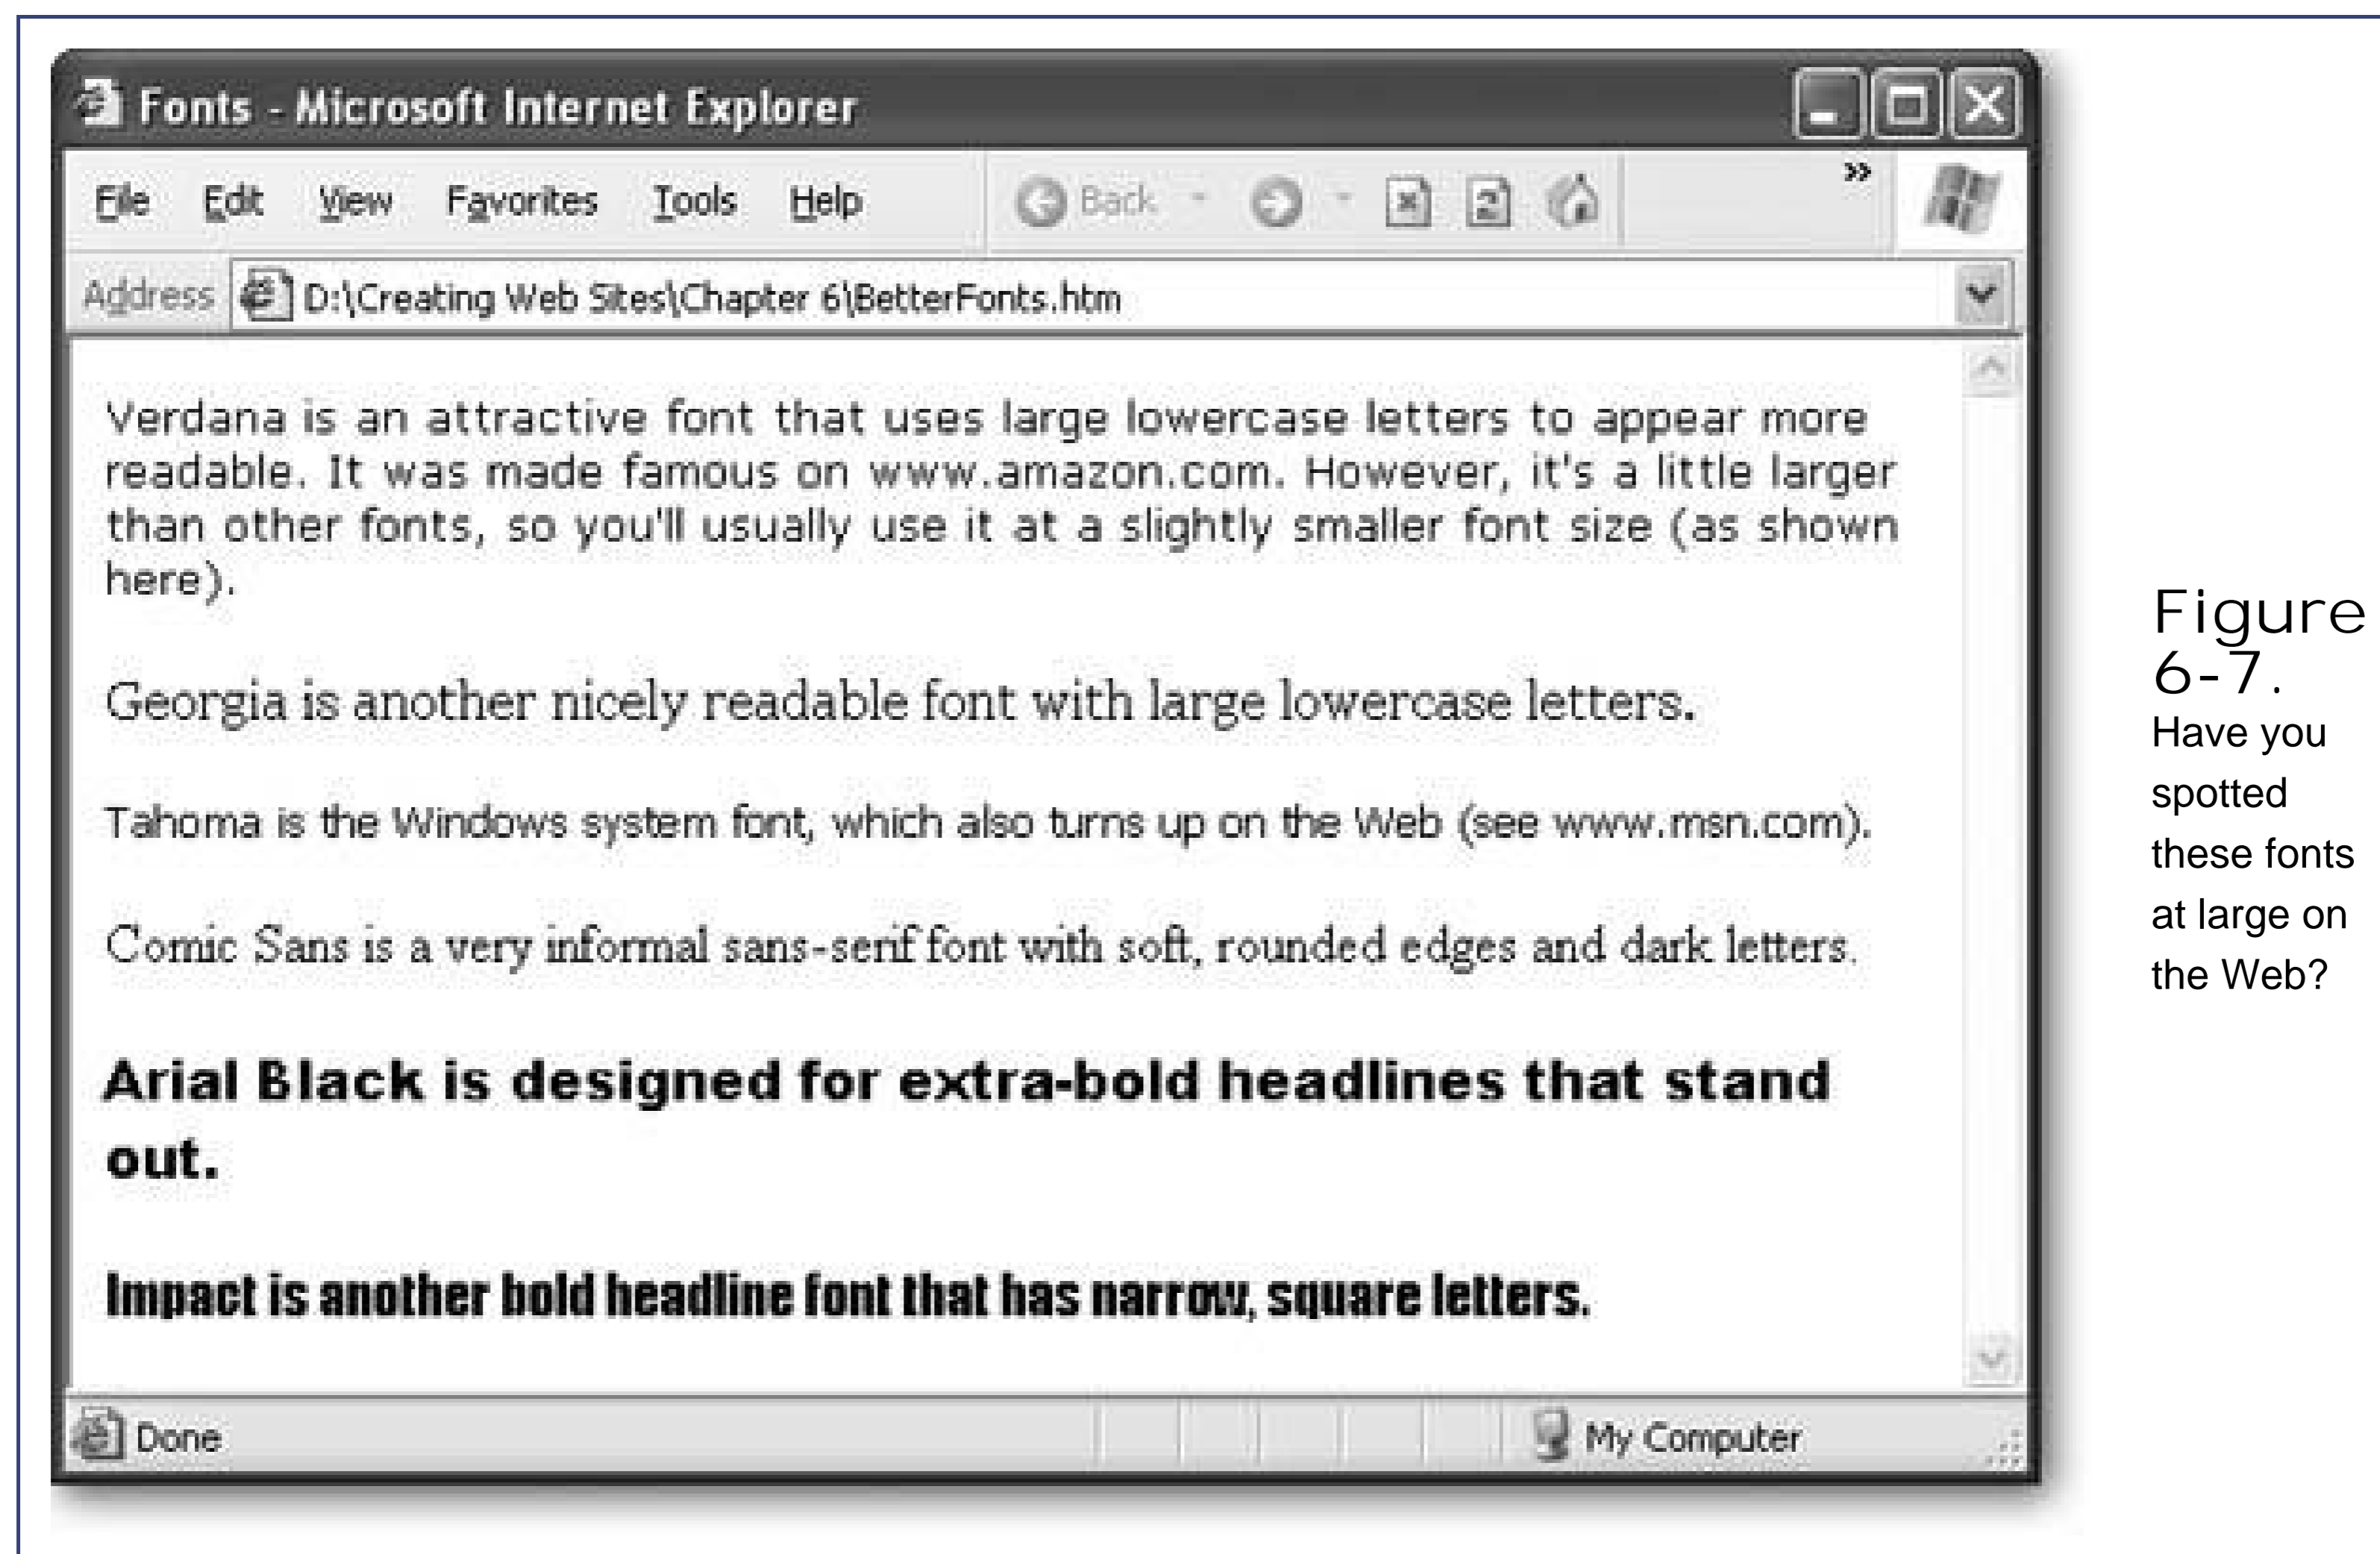 Fonts - Microsoft Internet Explorer
File Edit View Favorites Tools Help Back »
Address D:\Creating Web Sites\Chapter 6\BetterFonts.htm
Verdana is an attractive font that uses large lowercase letters to appear more
readable. It was made famous on www.amazon.com. However, it's a little larger
than other fonts, so you'll usually use it at a slightly smaller font size (as shown
here).
Georgia is another nicely readable font with large lowercase letters.
Tahoma is the Windows system font, which also turns up on the Web (see www.msn.com).
Comic Sans is a very informal sans-serif font with soft, rounded edges and dark letters.
Arial Black is designed for extra-bold headlines that stand
out.
Impact is another bold headline font that has narrow, square letters.
Done My Computer
Figure
6-7.
Have you
spotted
these fonts
at large on
the Web?